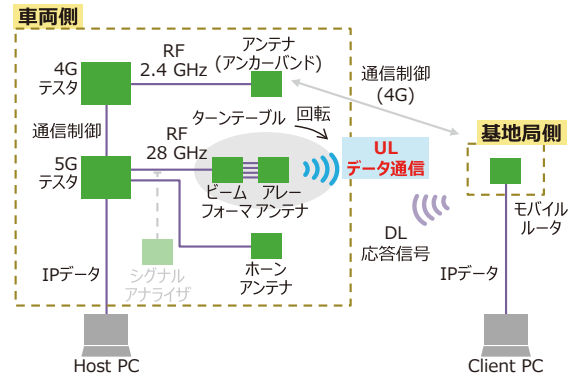 車両側
RF
2.4 GHz
アンテナ
(アンカーバンド)
4G
テスタ
通信制御
(4G)
ターンテーブル
回転
通信制御
RF
28 GHz
UL
データ通信
基地局側
5G
テスタ
ビーム
フォーマ
アレー
アンテナ
モバイル
ルータ
DL
応答信号
シグナル
アナライザ
ホーン
アンテナ
IPデータ
IPデータ
Host PC
Client PC